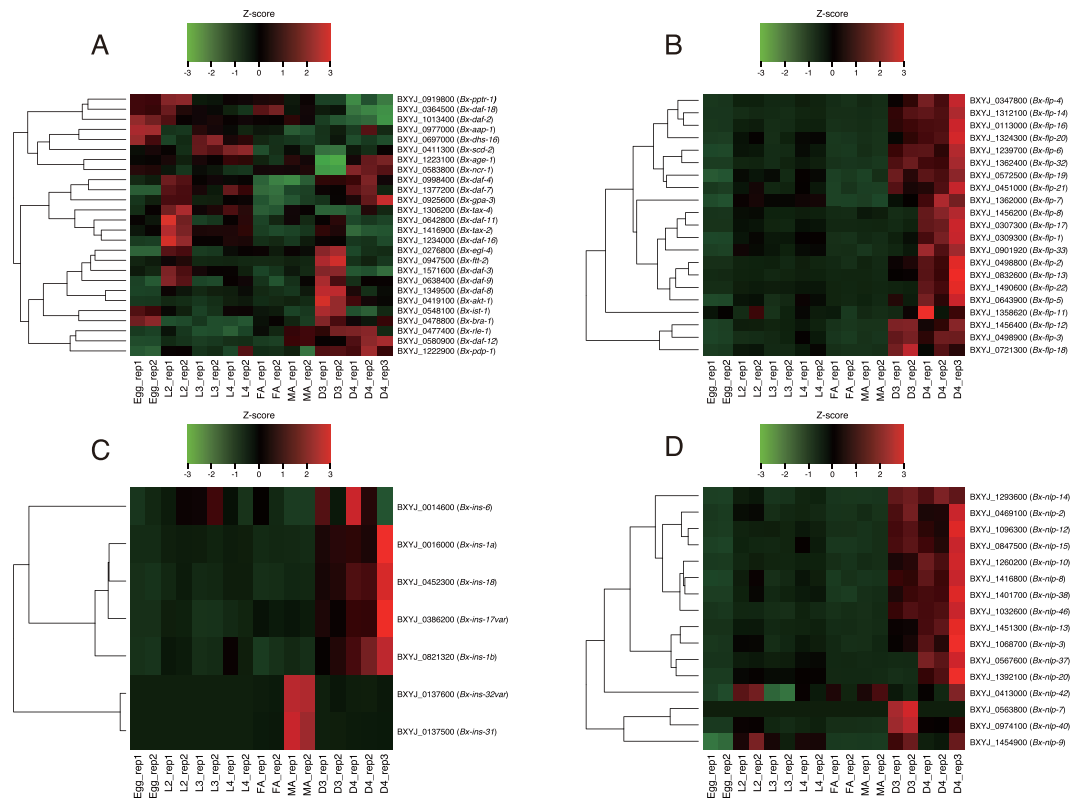 A
Z-score
-3 -2 -1 0 1 2 3
BXYJ_0919800 (Bx-pptr-1)
BXYJ_0364500 (Bx-daf-18)
BXYJ_1013400 (Bx-daf-2)
BXYJ_0977000 (Bx-aap-1)
BXYJ_0697000 (Bx-dhs-16)
BXYJ_0411300 (Bx-scd-2)
BXYJ_1223100 (Bx-age-1)
BXYJ_0583800 (Bx-ncr-1)
BXYJ_0998400 (Bx-daf-4)
BXYJ_1377200 (Bx-daf-7)
BXYJ_0925600 (Bx-gpa-3)
BXYJ_1306200 (Bx-tax-4)
BXYJ_0642800 (Bx-daf-11)
BXYJ_1416900 (Bx-tax-2)
BXYJ_1234000 (Bx-daf-16)
BXYJ_0276800 (Bx-egl-4)
BXYJ_0947500 (Bx-ftt-2)
BXYJ_1571600 (Bx-daf-3)
BXYJ_0638400 (Bx-daf-9)
BXYJ_1349500 (Bx-daf-8)
BXYJ_0419100 (Bx-akt-1)
BXYJ_0548100 (Bx-ist-1)
BXYJ_0478800 (Bx-bra-1)
BXYJ_0477400 (Bx-rle-1)
BXYJ_0580900 (Bx-daf-12)
BXYJ_1222900 (Bx-pdp-1)
Egg_rep1
Egg_rep2
L2_rep1
L2_rep2
L3_rep1
L3_rep2
L4_rep1
L4_rep2
FA_rep1
FA_rep2
MA_rep1
MA_rep2
D3_rep1
D3_rep2
D4_rep1
D4_rep2
D4_rep3
B
Z-score
-3 -2 -1 0 1 2 3
BXYJ_0347800 (Bx-flp-4)
BXYJ_1312100 (Bx-flp-14)
BXYJ_0113000 (Bx-flp-16)
BXYJ_1324300 (Bx-flp-20)
BXYJ_1239700 (Bx-flp-6)
BXYJ_1362400 (Bx-flp-32)
BXYJ_0572500 (Bx-flp-19)
BXYJ_0451000 (Bx-flp-21)
BXYJ_1362000 (Bx-flp-7)
BXYJ_1456200 (Bx-flp-8)
BXYJ_0307300 (Bx-flp-17)
BXYJ_0309300 (Bx-flp-1)
BXYJ_0901920 (Bx-flp-33)
BXYJ_0498800 (Bx-flp-2)
BXYJ_0832600 (Bx-flp-13)
BXYJ_1490600 (Bx-flp-22)
BXYJ_0643900 (Bx-flp-5)
BXYJ_1358620 (Bx-flp-11)
BXYJ_1456400 (Bx-flp-12)
BXYJ_0498900 (Bx-flp-3)
BXYJ_0721300 (Bx-flp-18)
Egg_rep1
Egg_rep2
L2_rep1
L2_rep2
L3_rep1
L3_rep2
L4_rep1
L4_rep2
FA_rep1
FA_rep2
MA_rep1
MA_rep2
D3_rep1
D3_rep2
D4_rep1
D4_rep2
D4_rep3
C
Z-score
-3 -2 -1 0 1 2 3
BXYJ_0014600 (Bx-ins-6)
BXYJ_0016000 (Bx-ins-1a)
BXYJ_0452300 (Bx-ins-18)
BXYJ_0386200 (Bx-ins-17var)
BXYJ_0821320 (Bx-ins-1b)
BXYJ_0137600 (Bx-ins-32var)
BXYJ_0137500 (Bx-ins-31)
Egg_rep1
Egg_rep2
L2_rep1
L2_rep2
L3_rep1
L3_rep2
L4_rep1
L4_rep2
FA_rep1
FA_rep2
MA_rep1
MA_rep2
D3_rep1
D3_rep2
D4_rep1
D4_rep2
D4_rep3
D
Z-score
-3 -2 -1 0 1 2 3
BXYJ_1293600 (Bx-nlp-14)
BXYJ_0469100 (Bx-nlp-2)
BXYJ_1096300 (Bx-nlp-12)
BXYJ_0847500 (Bx-nlp-15)
BXYJ_1260200 (Bx-nlp-10)
BXYJ_1416800 (Bx-nlp-8)
BXYJ_1401700 (Bx-nlp-38)
BXYJ_1032600 (Bx-nlp-46)
BXYJ_1451300 (Bx-nlp-13)
BXYJ_1068700 (Bx-nlp-3)
BXYJ_0567600 (Bx-nlp-37)
BXYJ_1392100 (Bx-nlp-20)
BXYJ_0413000 (Bx-nlp-42)
BXYJ_0563800 (Bx-nlp-7)
BXYJ_0974100 (Bx-nlp-40)
BXYJ_1454900 (Bx-nlp-9)
Egg_rep1
Egg_rep2
L2_rep1
L2_rep2
L3_rep1
L3_rep2
L4_rep1
L4_rep2
FA_rep1
FA_rep2
MA_rep1
MA_rep2
D3_rep1
D3_rep2
D4_rep1
D4_rep2
D4_rep3